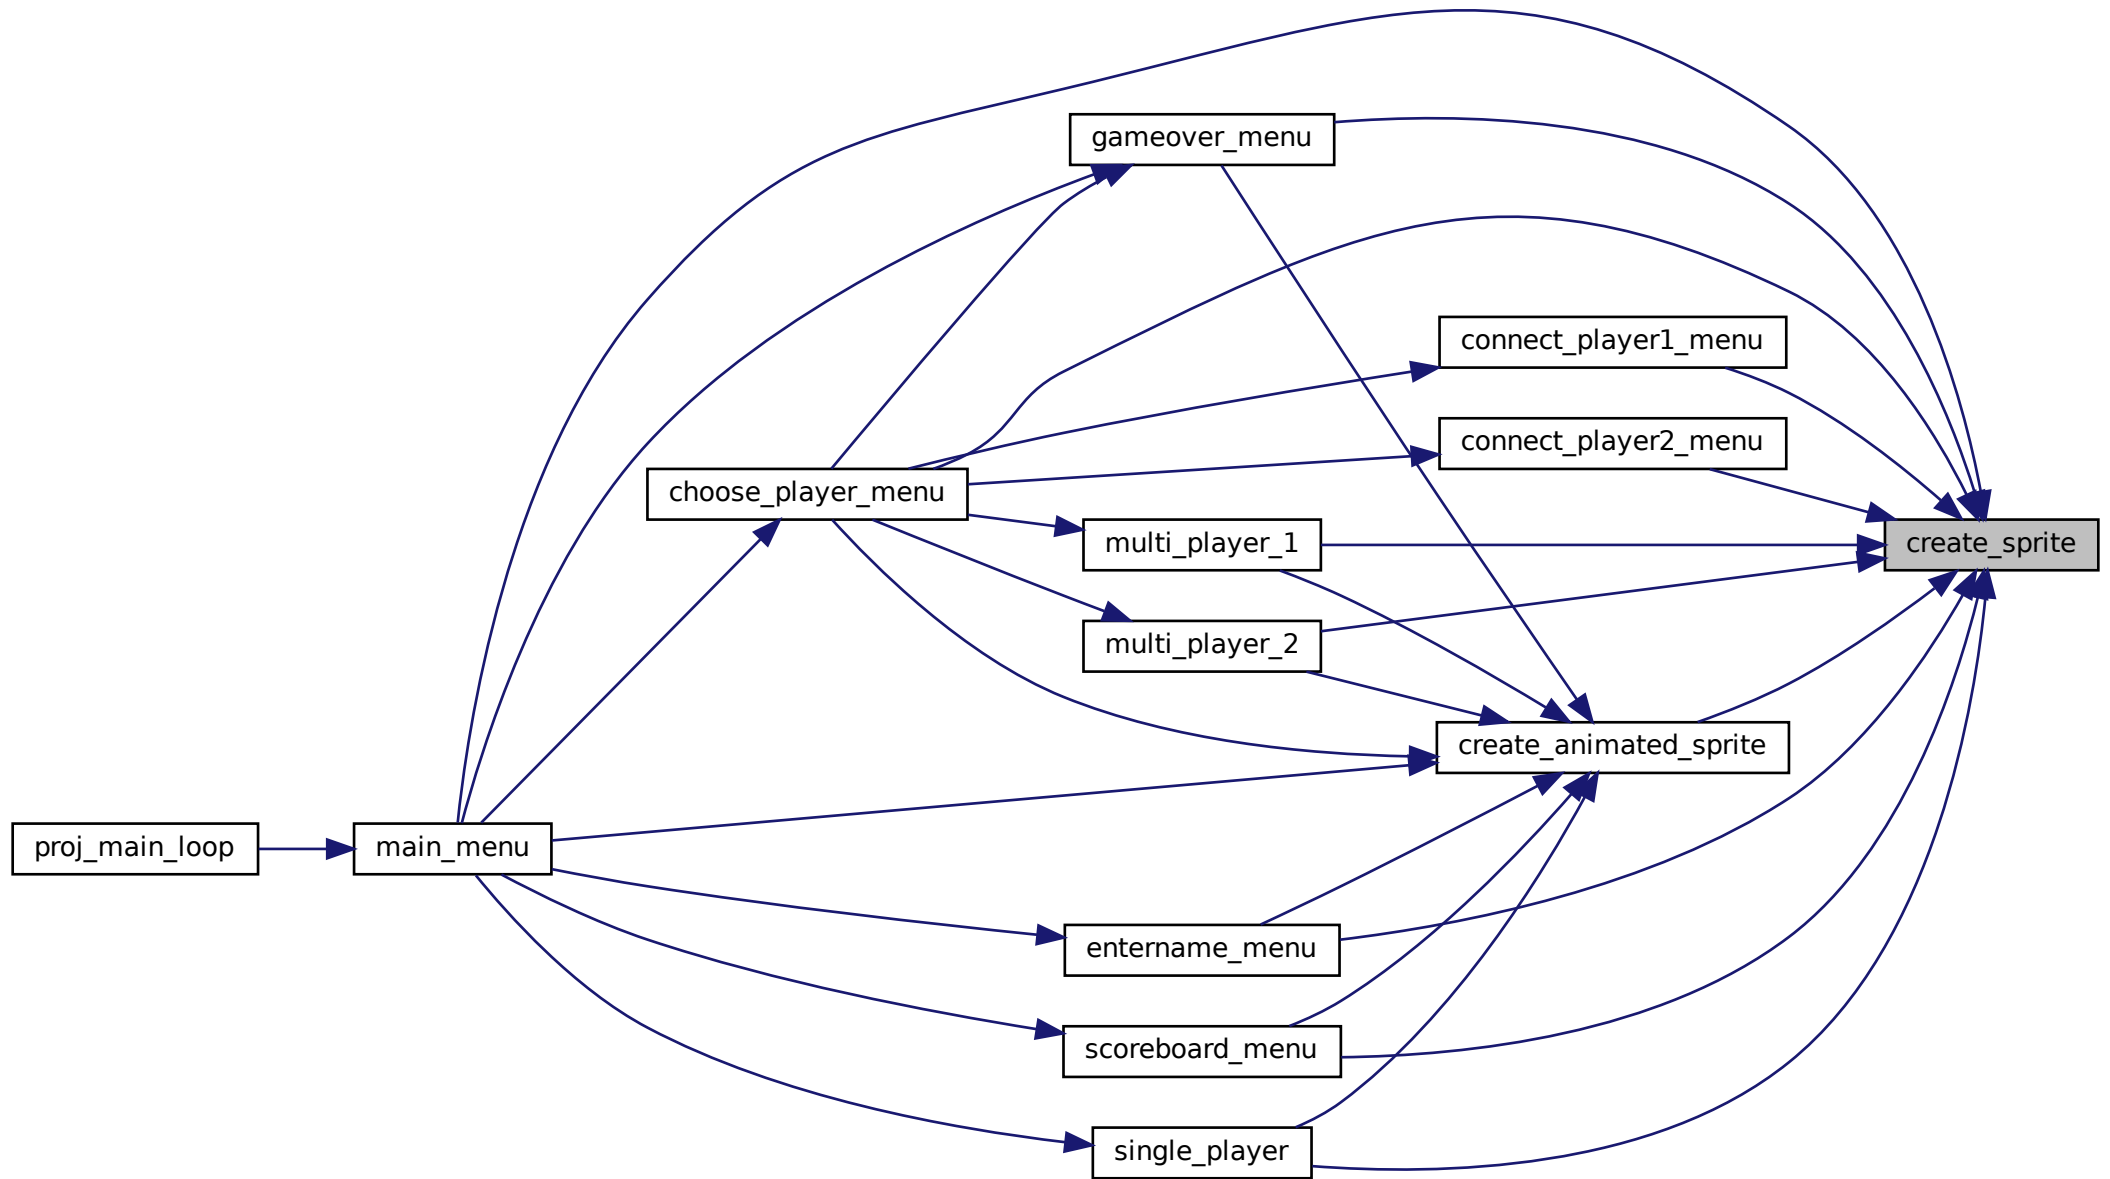 gameover_menu
connect_player1_menu
connect_player2_menu
choose_player_menu
multi_player_1
create_sprite
multi_player_2
create_animated_sprite
proj_main_loop
main_menu
entername_menu
scoreboard_menu
single_player